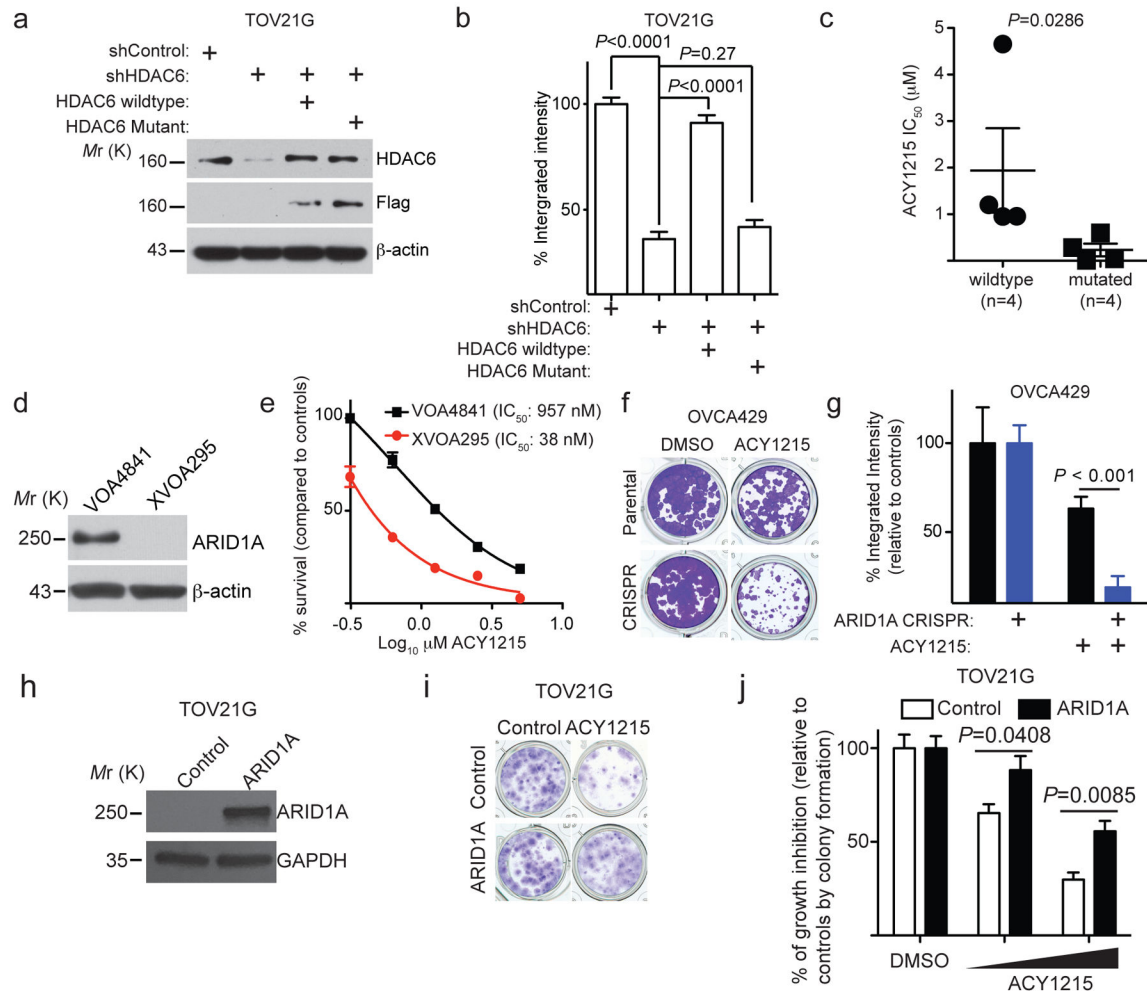 a
TOV21G
shControl: +
shHDAC6: + + +
HDAC6 wildtype: +
HDAC6 Mutant: +
Mr (K)
160 HDAC6
160 Flag
43 β-actin
b
TOV21G
P<0.0001
P=0.27
P<0.0001
% Intergrated intensity
100
50
shControl: +
shHDAC6: + + +
HDAC6 wildtype: +
HDAC6 Mutant: +
c
P=0.0286
ACY1215 IC50 (μM)
5
4
3
2
1
wildtype (n=4)
mutated (n=4)
d
VOA4841
XVOA295
Mr (K)
250 ARID1A
43 β-actin
e
% survival (compared to controls)
100
50
VOA4841 (IC50: 957 nM)
XVOA295 (IC50: 38 nM)
-0.5 0.0 0.5 1.0
Log10 μM ACY1215
f
OVCA429
DMSO ACY1215
Parental
CRISPR
g
OVCA429
% Integrated Intensity
(relative to controls)
100
50
P < 0.001
ARID1A CRISPR: + +
ACY1215: + +
h
TOV21G
Control
ARID1A
Mr (K)
250 ARID1A
35 GAPDH
i
TOV21G
Control ACY1215
Control
ARID1A
j
TOV21G
Control ARID1A
% of growth inhibition (relative to
controls by colony formation
100
50
P=0.0408
P=0.0085
DMSO
ACY1215